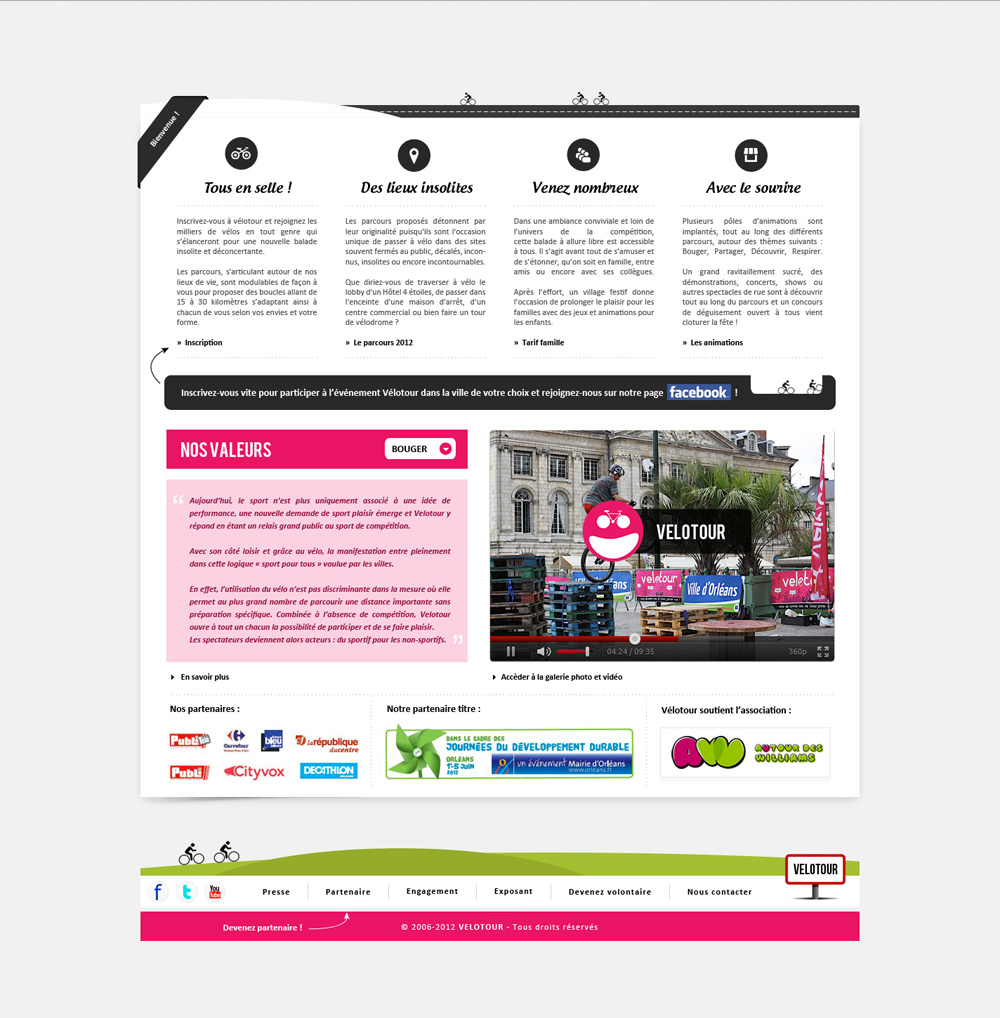 Bienvenue !
Tous en selle !
Inscrivez-vous à vélotour et rejoignez les
milliers de vélos en tout genre qui
s'élanceront pour une nouvelle balade
insolite et déconcertante.
Les parcours, s'articulant autour de nos
lieux de vie, sont modulables de façon à
vous pour proposer des boucles allant de
15 à 30 kilomètres s'adaptant ainsi à
chacun de vous selon vos envies et votre
forme.
» Inscription
Des lieux insolites
Les parcours proposés détonnent par
leur originalité puisqu'ils sont l'occasion
unique de passer à vélo dans des sites
souvent fermés au public, décalés, incon-
nus, insolites ou encore incontournables.
Que diriez-vous de traverser à vélo le
lobby d'un Hôtel 4 étoiles, de passer dans
l'enceinte d'une maison d'arrêt, d'un
centre commercial ou bien faire un tour
de vélodrome ?
» Le parcours 2012
Venez nombreux
Dans une ambiance conviviale et loin de
l'univers de la compétition,
cette balade à allure libre est accessible
à tous. Il s'agit avant tout de s'amuser et
de s'étonner, qu'on soit en famille, entre
amis ou encore avec ses collègues.
Après l'effort, un village festif donne
l'occasion de prolonger le plaisir pour les
familles avec des jeux et animations pour
les enfants.
» Tarif famille
Avec le sourire
Plusieurs pôles d'animations sont
implantés, tout au long des différents
parcours, autour des thèmes suivants :
Bouger, Partager, Découvrir, Respirer.
Un grand ravitaillement sucré, des
démonstrations, concerts, shows ou
autres spectacles de rue sont à découvrir
tout au long du parcours et un concours
de déguisement ouvert à tous vient
cloturer la fête !
» Les animations
Inscrivez-vous vite pour participer à l'événement Vélotour dans la ville de votre choix et rejoignez-nous sur notre page facebook !
NOS VALEURS
BOUGER
“ Aujourd'hui, le sport n'est plus uniquement associé à une idée de
performance, une nouvelle demande de sport plaisir émerge et Velotour y
répond en étant un relais grand public au sport de compétition.
Avec son côté loisir et grâce au vélo, la manifestation entre pleinement
dans cette logique « sport pour tous » voulue par les villes.
En effet, l'utilisation du vélo n'est pas discriminante dans la mesure où elle
permet au plus grand nombre de parcourir une distance importante sans
préparation spécifique. Combinée à l'absence de compétition, Velotour
ouvre à tout un chacun la possibilité de participer et de se faire plaisir.
Les spectateurs deviennent alors acteurs : du sportif pour les non-sportifs. ”
En savoir plus
VELOTOUR
velotour
Ville d'Orléans
velot
04:24 / 09:35
360p
Accèder à la galerie photo et vidéo
Nos partenaires :
Carrefour
bleu
la république
du centre
Cityvox
DECATHLON
Notre partenaire titre :
DANS LE CADRE DES
JOURNÉES DU DÉVELOPPEMENT DURABLE
ORLÉANS
1-5 JUIN
2012
un événement Mairie d'Orléans
www.orleans.fr
Vélotour soutient l'association :
AUTOUR DES
WILLIAMS
VELOTOUR
f
t
You
Tube
Presse
Partenaire
Engagement
Exposant
Devenez volontaire
Nous contacter
Devenez partenaire !
© 2006-2012 VELOTOUR - Tous droits réservés